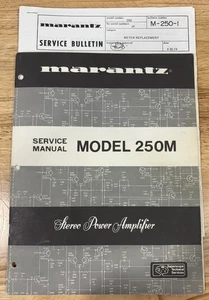 marantz
SERVICE BULLETIN
M-250-1
METER REPLACEMENT
marantz
SERVICE
MANUAL
MODEL 250M
Stereo Power Amplifier